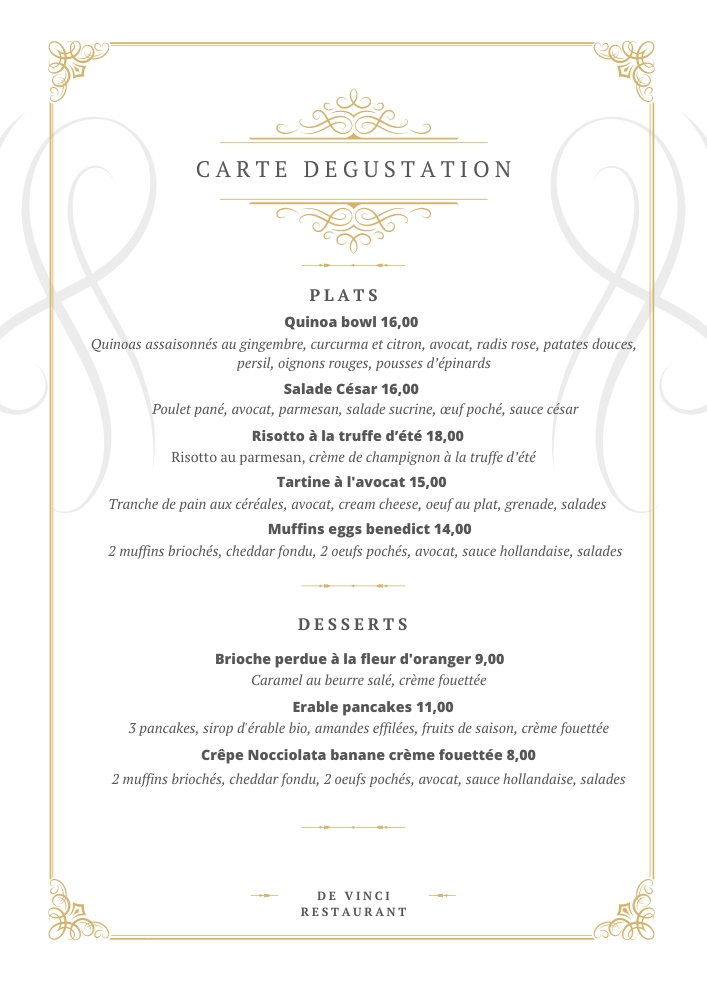 CARTE DEGUSTATION
PLATS
Quinoa bowl 16,00
Quinoas assaisonnés au gingembre, curcurma et citron, avocat, radis rose, patates douces,
persil, oignons rouges, pousses d’épinards
Salade César 16,00
Poulet pané, avocat, parmesan, salade sucrine, œuf poché, sauce césar
Risotto à la truffe d’été 18,00
Risotto au parmesan, crème de champignon à la truffe d’été
Tartine à l'avocat 15,00
Tranche de pain aux céréales, avocat, cream cheese, oeuf au plat, grenade, salades
Muffins eggs benedict 14,00
2 muffins briochés, cheddar fondu, 2 oeufs pochés, avocat, sauce hollandaise, salades
DESSERTS
Brioche perdue à la fleur d'oranger 9,00
Caramel au beurre salé, crème fouettée
Erable pancakes 11,00
3 pancakes, sirop d'érable bio, amandes effilées, fruits de saison, crème fouettée
Crêpe Nocciolata banane crème fouettée 8,00
2 muffins briochés, cheddar fondu, 2 oeufs pochés, avocat, sauce hollandaise, salades
DE VINCI
RESTAURANT